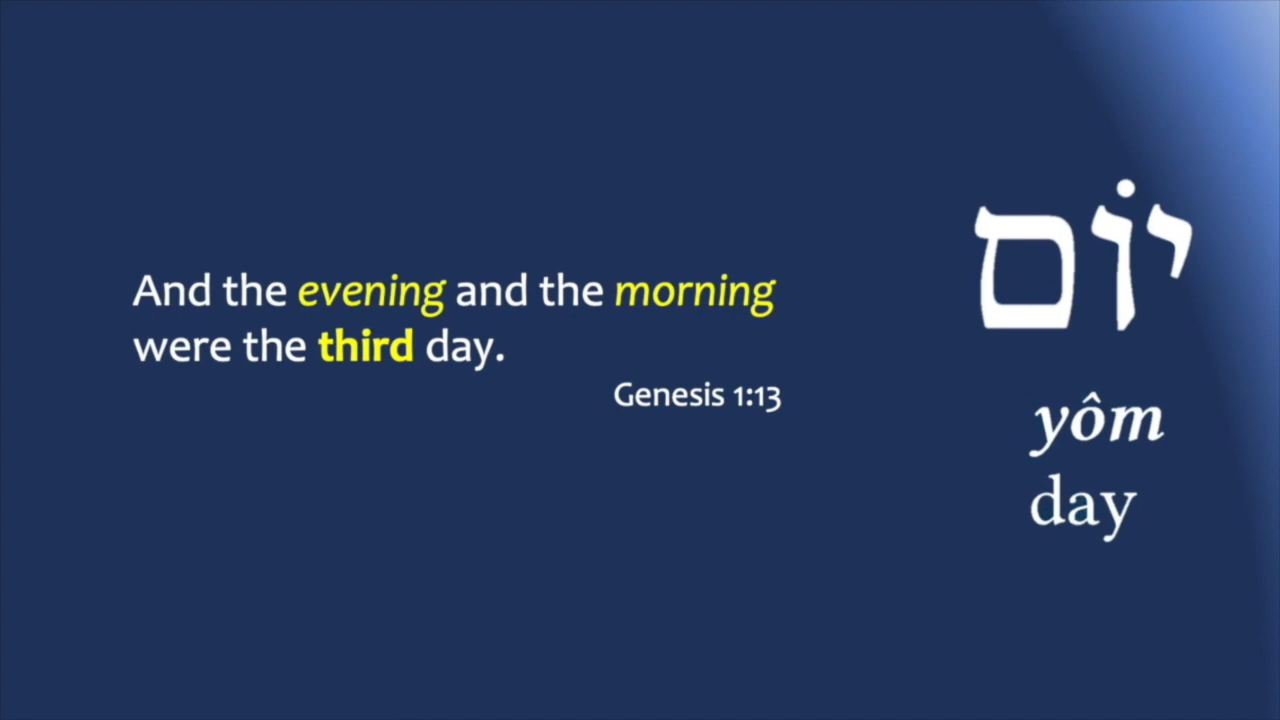 And the evening and the morning
were the third day.
Genesis 1:13
יוֹם
yôm
day